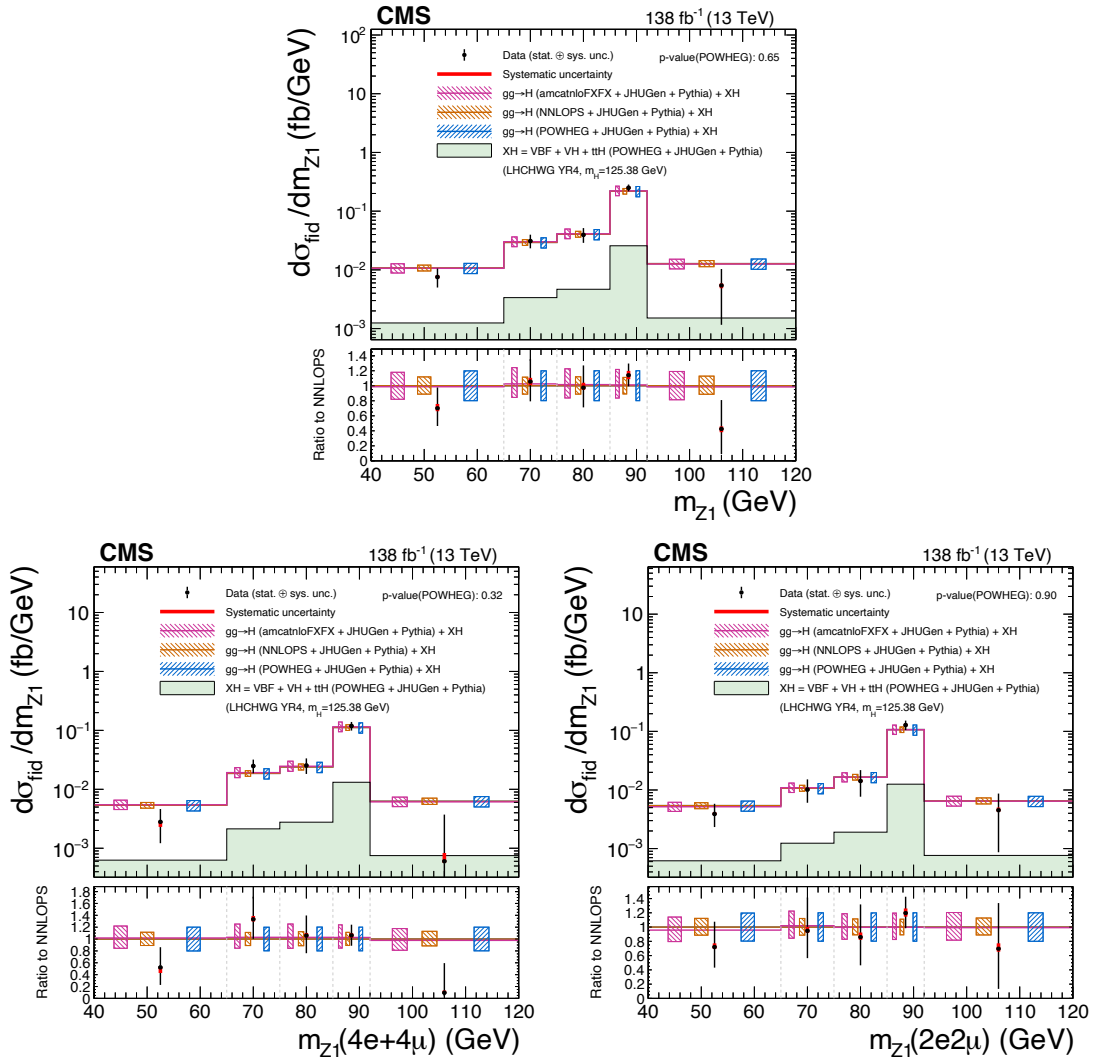 CMS 138 fb⁻¹ (13 TeV)
dσ_fid/dm_Z1 (fb/GeV)
10²
10
1
10⁻¹
10⁻²
10⁻³
Data (stat. ⊕ sys. unc.) p-value(POWHEG): 0.65
Systematic uncertainty
gg→H (amcatnloFXFX + JHUGen + Pythia) + XH
gg→H (NNLOPS + JHUGen + Pythia) + XH
gg→H (POWHEG + JHUGen + Pythia) + XH
XH = VBF + VH + ttH (POWHEG + JHUGen + Pythia)
(LHCHWG YR4, m_H=125.38 GeV)
Ratio to NNLOPS
1.4
1.2
1
0.8
0.6
0.4
0.2
0
40 50 60 70 80 90 100 110 120
m_Z1 (GeV)
CMS 138 fb⁻¹ (13 TeV)
dσ_fid/dm_Z1 (fb/GeV)
10
1
10⁻¹
10⁻²
10⁻³
Data (stat. ⊕ sys. unc.) p-value(POWHEG): 0.32
Systematic uncertainty
gg→H (amcatnloFXFX + JHUGen + Pythia) + XH
gg→H (NNLOPS + JHUGen + Pythia) + XH
gg→H (POWHEG + JHUGen + Pythia) + XH
XH = VBF + VH + ttH (POWHEG + JHUGen + Pythia)
(LHCHWG YR4, m_H=125.38 GeV)
Ratio to NNLOPS
1.8
1.6
1.4
1.2
1
0.8
0.6
0.4
0.2
0
40 50 60 70 80 90 100 110 120
m_Z1(4e+4μ) (GeV)
CMS 138 fb⁻¹ (13 TeV)
dσ_fid/dm_Z1 (fb/GeV)
10
1
10⁻¹
10⁻²
10⁻³
Data (stat. ⊕ sys. unc.) p-value(POWHEG): 0.90
Systematic uncertainty
gg→H (amcatnloFXFX + JHUGen + Pythia) + XH
gg→H (NNLOPS + JHUGen + Pythia) + XH
gg→H (POWHEG + JHUGen + Pythia) + XH
XH = VBF + VH + ttH (POWHEG + JHUGen + Pythia)
(LHCHWG YR4, m_H=125.38 GeV)
Ratio to NNLOPS
1.4
1.2
1
0.8
0.6
0.4
0.2
0
40 50 60 70 80 90 100 110 120
m_Z1(2e2μ) (GeV)